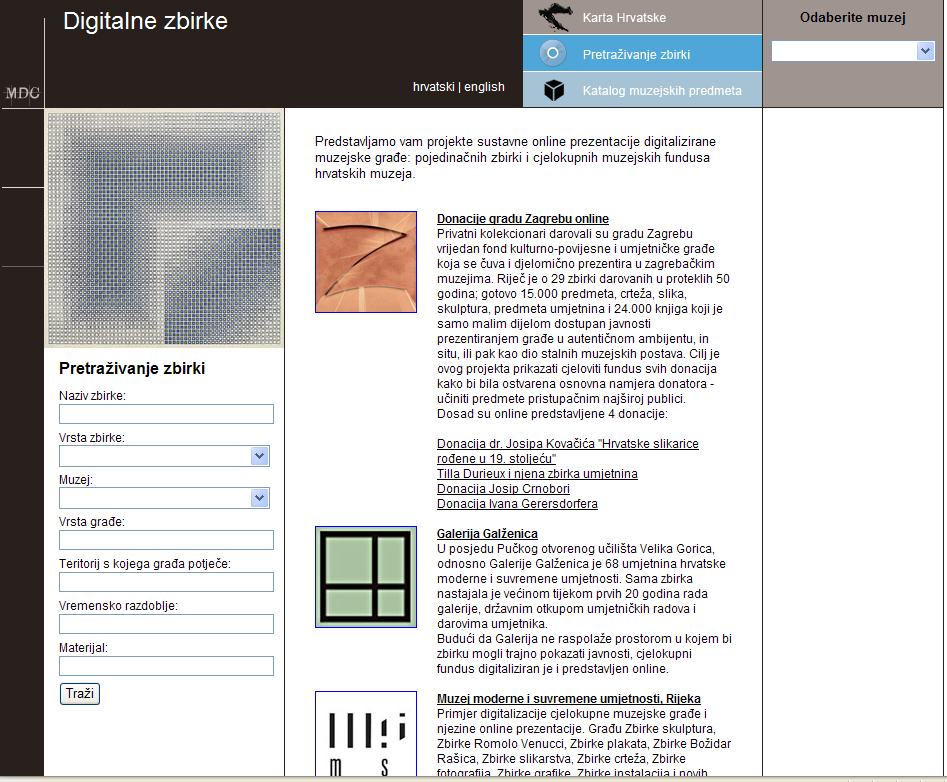 Digitalne zbirke
hrvatski | english
MDC
Karta Hrvatske
Pretraživanje zbirki
Katalog muzejskih predmeta
Odaberite muzej
Pretraživanje zbirki
Naziv zbirke:
Vrsta zbirke:
Muzej:
Vrsta građe:
Teritorij s kojega građa potječe:
Vremensko razdoblje:
Materijal:
Traži
Predstavljamo vam projekte sustavne online prezentacije digitalizirane
muzejske građe: pojedinačnih zbirki i cjelokupnih muzejskih fundusa
hrvatskih muzeja.
Donacije gradu Zagrebu online
Privatni kolekcionari darovali su gradu Zagrebu
vrijedan fond kulturno-povijesne i umjetničke građe
koja se čuva i djelomično prezentira u zagrebačkim
muzejima. Riječ je o 29 zbirki darovanih u proteklih 50
godina; gotovo 15.000 predmeta, crteža, slika,
skulptura, predmeta umjetnina i 24.000 knjiga koji je
samo malim dijelom dostupan javnosti
prezentiranjem građe u autentičnom ambijentu, in
situ, ili pak kao dio stalnih muzejskih postava. Cilj je
ovog projekta prikazati cjeloviti fundus svih donacija
kako bi bila ostvarena osnovna namjera donatora -
učiniti predmete pristupačnim najširoj publici.
Dosad su online predstavljene 4 donacije:
Donacija dr. Josipa Kovačića "Hrvatske slikarice
rođene u 19. stoljeću"
Tilla Durieux i njena zbirka umjetnina
Donacija Josip Crnobori
Donacija Ivana Gerersdorfera
Galerija Galženica
U posjedu Pučkog otvorenog učilišta Velika Gorica,
odnosno Galerije Galženica je 68 umjetnina hrvatske
moderne i suvremene umjetnosti. Sama zbirka
nastajala je većinom tijekom prvih 20 godina rada
galerije, državnim otkupom umjetničkih radova i
darovima umjetnika.
Budući da Galerija ne raspolaže prostorom u kojem bi
zbirku mogli trajno pokazati javnosti, cjelokupni
fundus digitaliziran je i predstavljen online.
m s
Muzej moderne i suvremene umjetnosti, Rijeka
Primjer digitalizacije cjelokupne muzejske građe i
njezine online prezentacije. Građu Zbirke skulptura,
Zbirke Romolo Venucci, Zbirke plakata, Zbirke Božidar
Rašica, Zbirke slikarstva, Zbirke crteža, Zbirke
fotografija, Zbirke grafike, Zbirke instalacija i novih